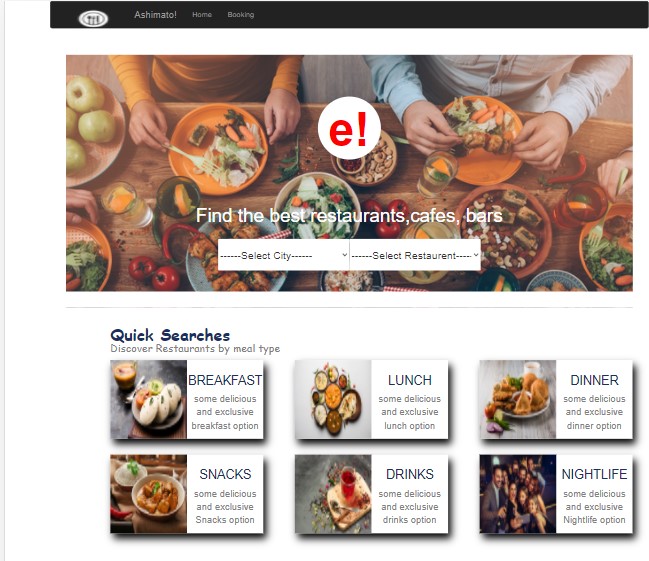 Ashimato! Home Booking
e!
Find the best restaurants,cafes, bars
------Select City------ ------Select Restaurent-----
Quick Searches
Discover Restaurants by meal type
BREAKFAST
some delicious
and exclusive
breakfast option
LUNCH
some delicious
and exclusive
lunch option
DINNER
some delicious
and exclusive
dinner option
SNACKS
some delicious
and exclusive
Snacks option
DRINKS
some delicious
and exclusive
drinks option
NIGHTLIFE
some delicious
and exclusive
Nightlife option